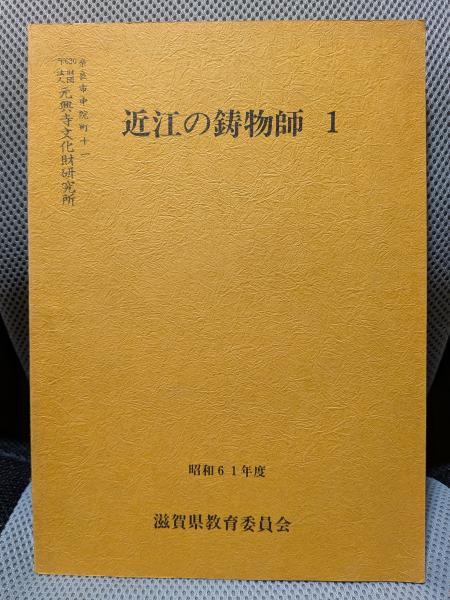 奈良市中院町十一
〒630 財団法人 元興寺文化財研究所
近江の鋳物師 1
昭和61年度
滋賀県教育委員会